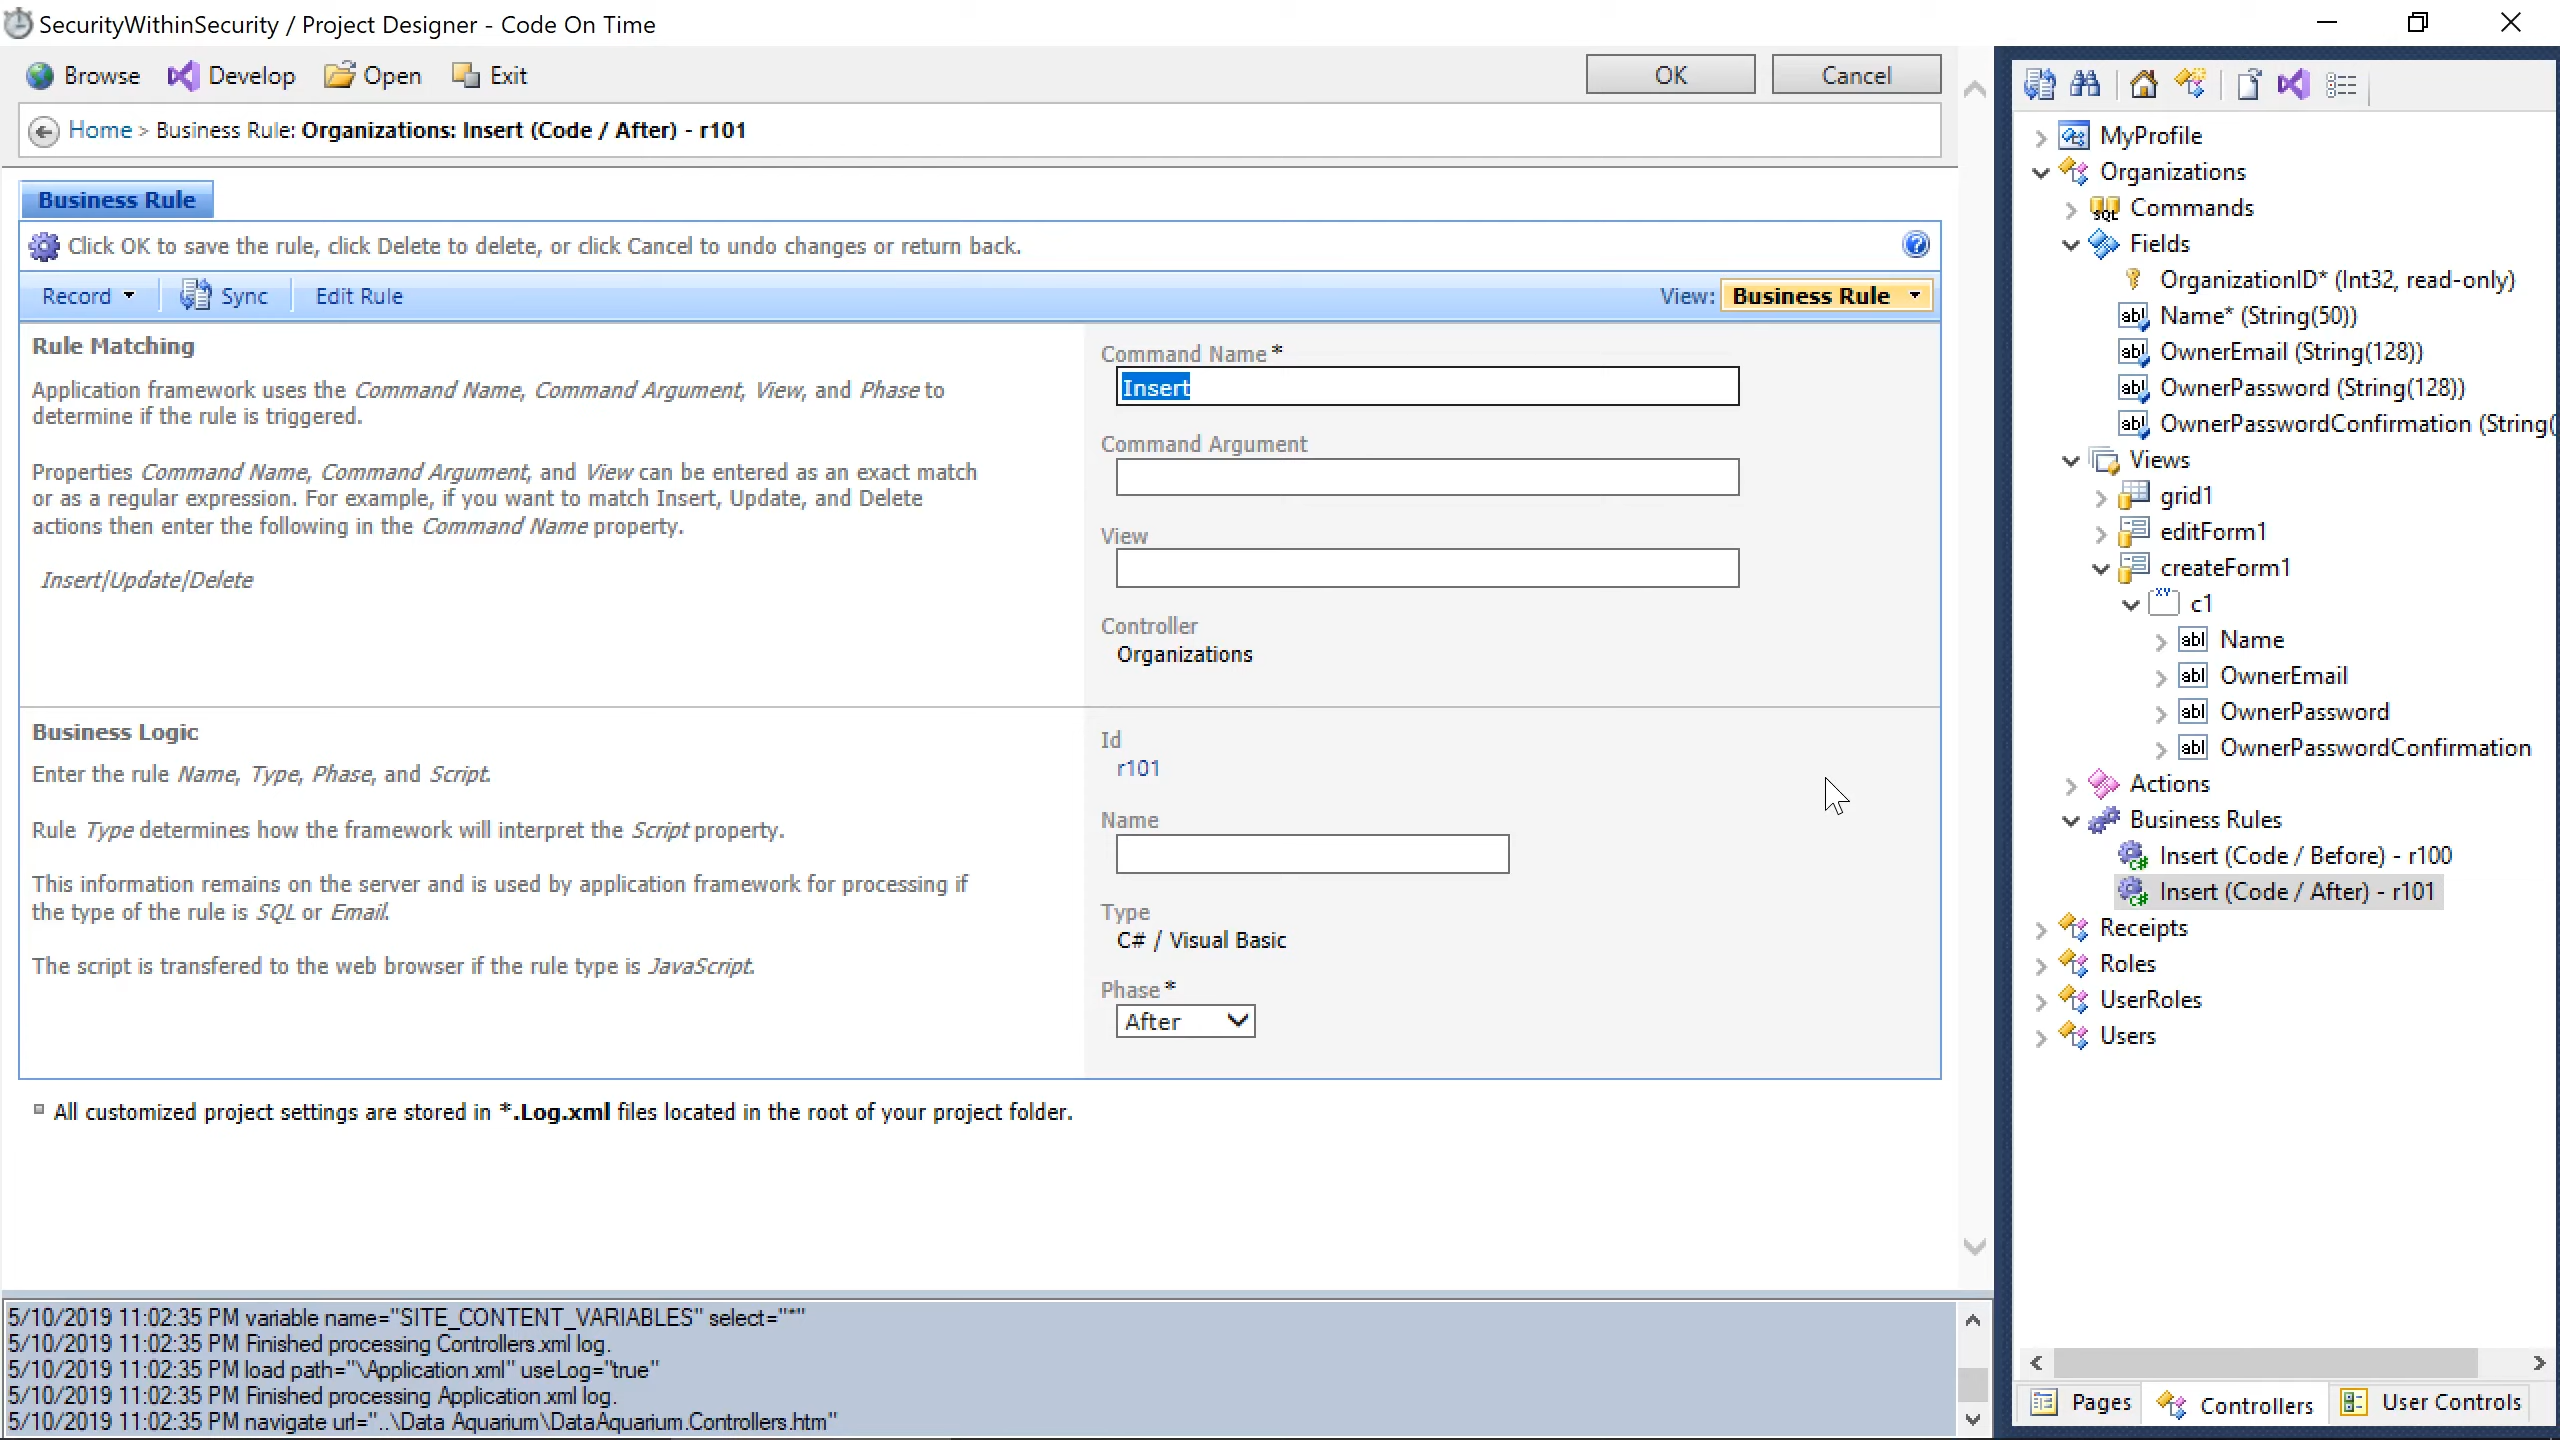 SecurityWithinSecurity / Project Designer - Code On Time
Browse Develop Open Exit OK Cancel
Home > Business Rule: Organizations: Insert (Code / After) - r101
Business Rule
Click OK to save the rule, click Delete to delete, or click Cancel to undo changes or return back.
Record Sync Edit Rule View: Business Rule
Rule Matching
Application framework uses the Command Name, Command Argument, View, and Phase to
determine if the rule is triggered.
Properties Command Name, Command Argument, and View can be entered as an exact match
or as a regular expression. For example, if you want to match Insert, Update, and Delete
actions then enter the following in the Command Name property.
Insert|Update|Delete
Command Name *
Insert
Command Argument
View
Controller
Organizations
Business Logic
Enter the rule Name, Type, Phase, and Script.
Rule Type determines how the framework will interpret the Script property.
This information remains on the server and is used by application framework for processing if
the type of the rule is SQL or Email.
The script is transfered to the web browser if the rule type is JavaScript.
Id
r101
Name
Type
C# / Visual Basic
Phase *
After
All customized project settings are stored in *.Log.xml files located in the root of your project folder.
5/10/2019 11:02:35 PM variable name="SITE_CONTENT_VARIABLES" select="*"
5/10/2019 11:02:35 PM Finished processing Controllers.xml log.
5/10/2019 11:02:35 PM load path="\Application.xml" useLog="true"
5/10/2019 11:02:35 PM Finished processing Application.xml log.
5/10/2019 11:02:35 PM navigate url="..\Data Aquarium\DataAquarium.Controllers.htm"
MyProfile
Organizations
SQL Commands
Fields
OrganizationID* (Int32, read-only)
abl Name* (String(50))
abl OwnerEmail (String(128))
abl OwnerPassword (String(128))
abl OwnerPasswordConfirmation (String(
Views
grid1
editForm1
createForm1
XY c1
abl Name
abl OwnerEmail
abl OwnerPassword
abl OwnerPasswordConfirmation
Actions
Business Rules
C# Insert (Code / Before) - r100
C# Insert (Code / After) - r101
Receipts
Roles
UserRoles
Users
Pages Controllers User Controls